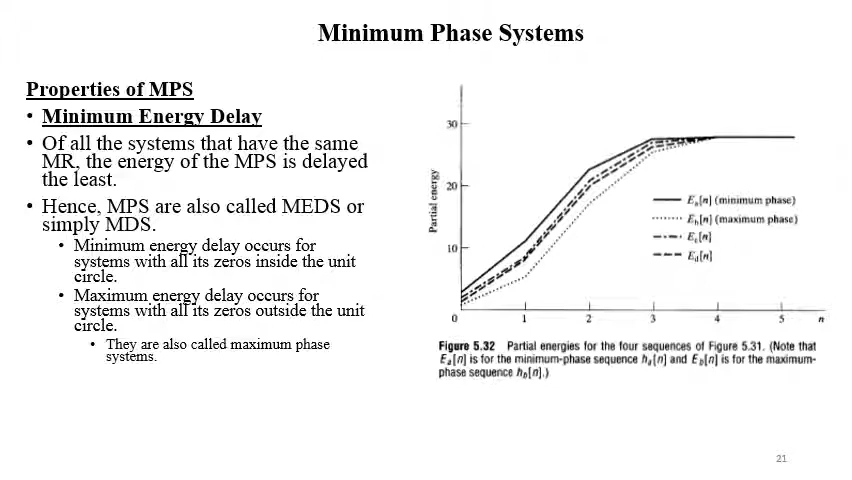 Minimum Phase Systems
Properties of MPS
• Minimum Energy Delay
• Of all the systems that have the same
MR, the energy of the MPS is delayed
the least.
• Hence, MPS are also called MEDS or
simply MDS.
• Minimum energy delay occurs for
systems with all its zeros inside the unit
circle.
• Maximum energy delay occurs for
systems with all its zeros outside the unit
circle.
• They are also called maximum phase
systems.
Partial energy
30
20
10
0 1 2 3 4 5 n
Ea[n] (minimum phase)
Eb[n] (maximum phase)
Ec[n]
Ed[n]
Figure 5.32 Partial energies for the four sequences of Figure 5.31. (Note that
Ea[n] is for the minimum-phase sequence ha[n] and Eb[n] is for the maximum-
phase sequence hb[n].)
21